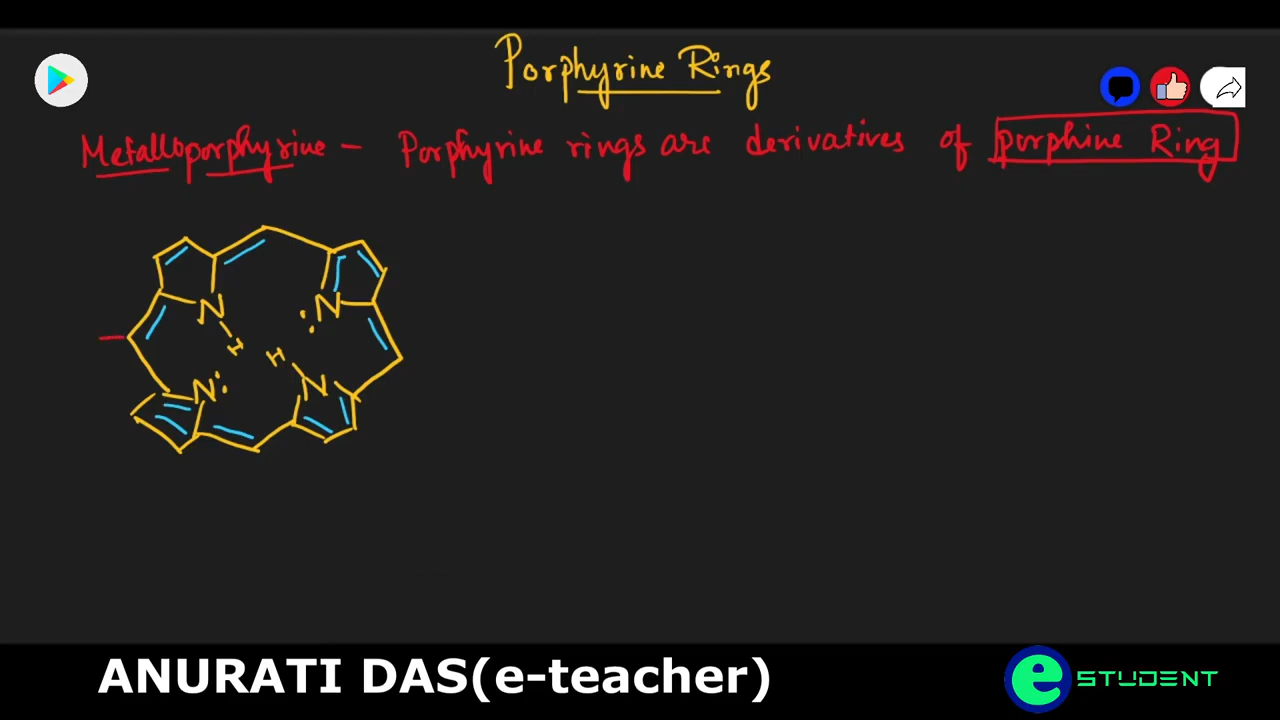 Porphyrine Rings
Metalloporphyrine - Porphyrine rings are derivatives of porphine Ring
N N:
H H
N: N
ANURATI DAS(e-teacher)
e STUDENT